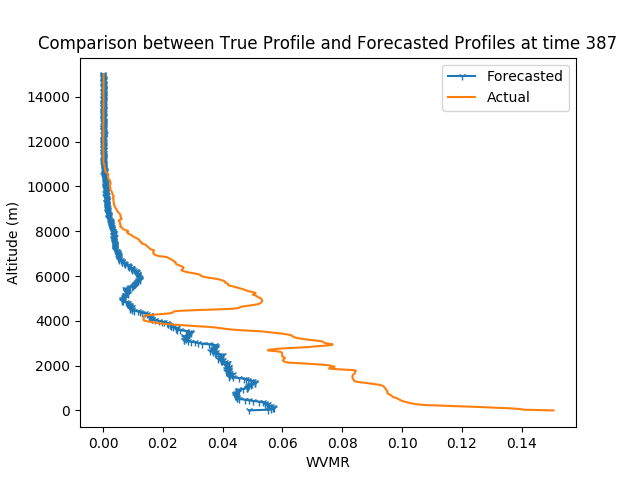 Comparison between True Profile and Forecasted Profiles at time 387
Forecasted
Actual
14000
12000
10000
8000
6000
4000
2000
0
Altitude (m)
0.00 0.02 0.04 0.06 0.08 0.10 0.12 0.14
WVMR